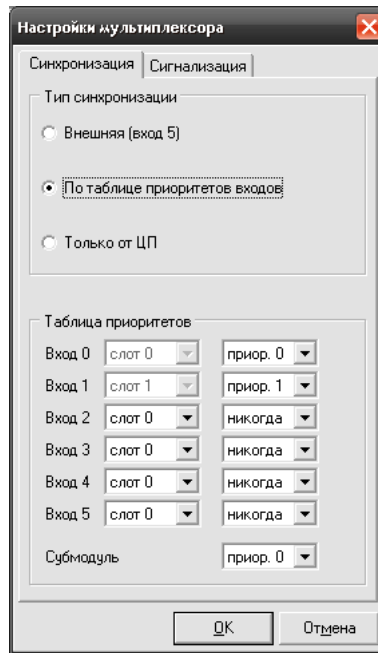 Настройки мультиплексора
Синхронизация Сигнализация
Тип синхронизации
Внешняя (вход 5)
По таблице приоритетов входов
Только от ЦП
Таблица приоритетов
Вход 0 слот 0 приор. 0
Вход 1 слот 1 приор. 1
Вход 2 слот 0 никогда
Вход 3 слот 0 никогда
Вход 4 слот 0 никогда
Вход 5 слот 0 никогда
Субмодуль приор. 0
OK Отмена